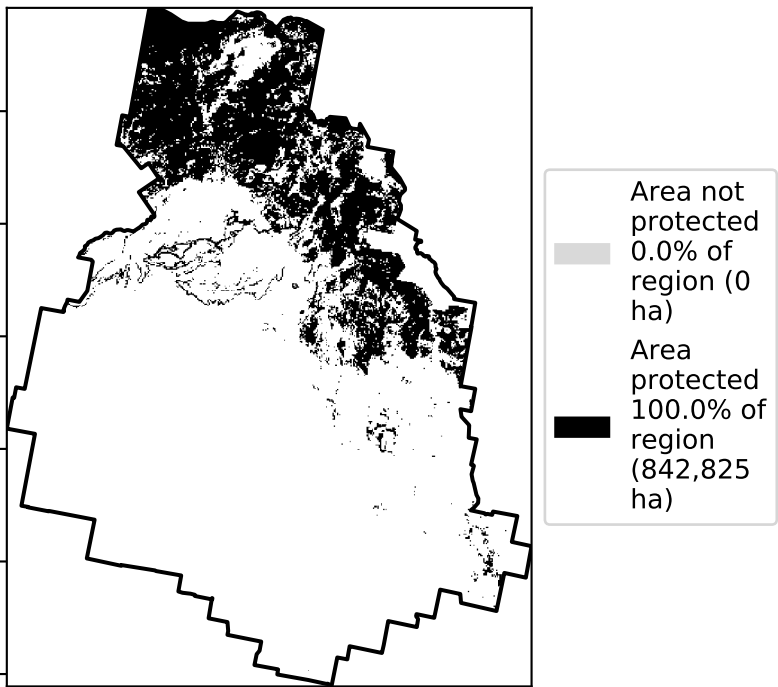 Area not
protected
0.0% of
region (0
ha)
Area
protected
100.0% of
region
(842,825
ha)